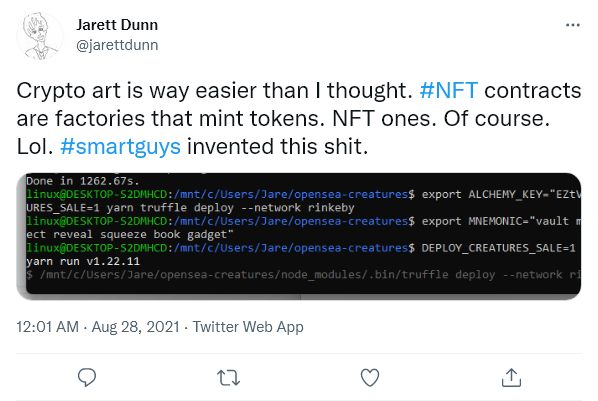 Jarett Dunn
@jarettdunn
Crypto art is way easier than I thought. #NFT contracts
are factories that mint tokens. NFT ones. Of course.
Lol. #smartguys invented this shit.
Done in 1262.67s.
linux@DESKTOP-S2DMHCD:/mnt/c/Users/Jare/opensea-creatures$ export ALCHEMY_KEY="EZt
URES_SALE=1 yarn truffle deploy --network rinkeby
linux@DESKTOP-S2DMHCD:/mnt/c/Users/Jare/opensea-creatures$ export MNEMONIC="vault
ect reveal squeeze book gadget"
linux@DESKTOP-S2DMHCD:/mnt/c/Users/Jare/opensea-creatures$ DEPLOY_CREATURES_SALE=1
yarn run v1.22.11
$ /mnt/c/Users/Jare/opensea-creatures/node_modules/.bin/truffle deploy --network
12:01 AM · Aug 28, 2021 · Twitter Web App